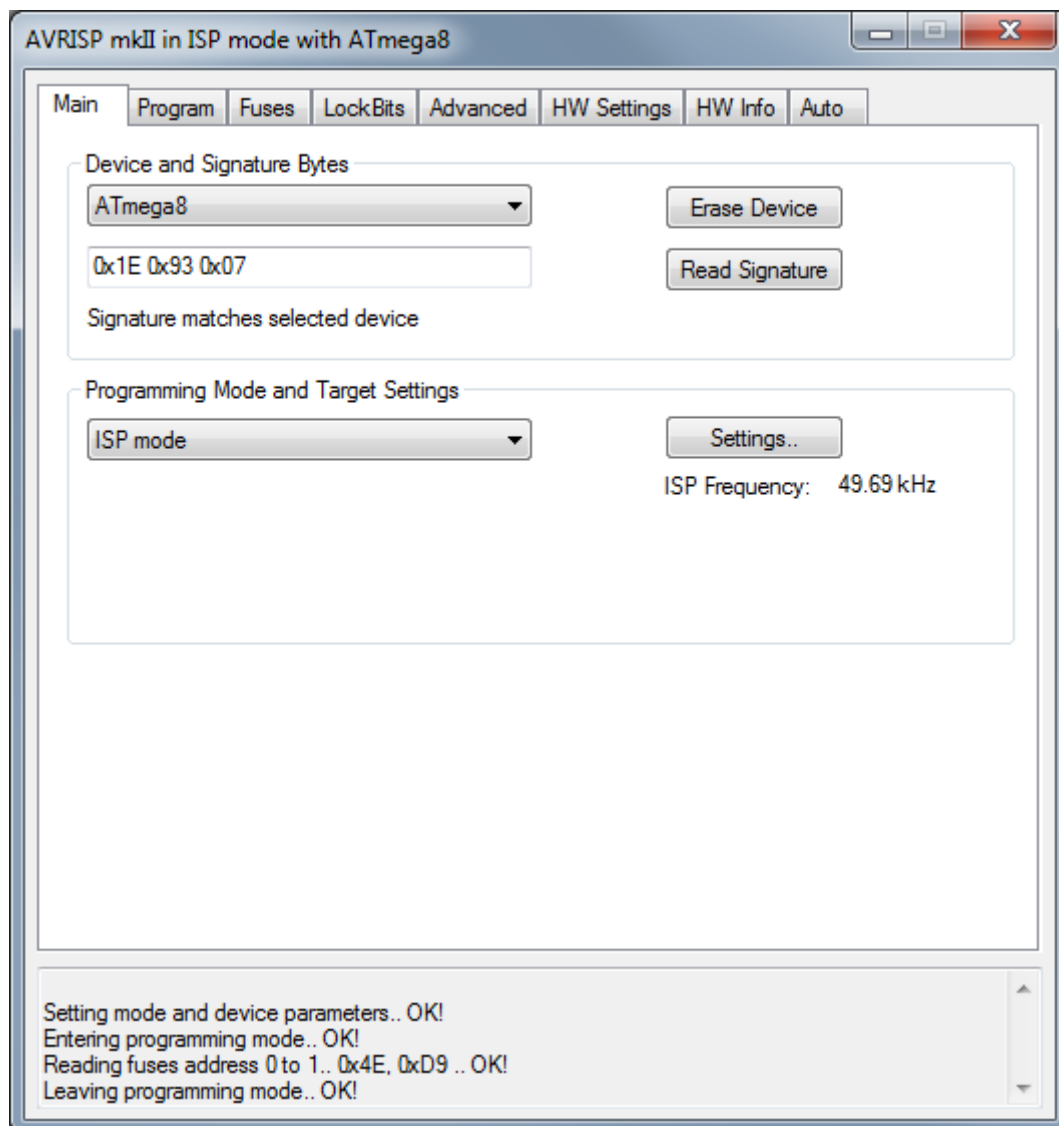 AVRISP mkII in ISP mode with ATmega8
Main Program Fuses LockBits Advanced HW Settings HW Info Auto
Device and Signature Bytes
ATmega8 Erase Device
0x1E 0x93 0x07 Read Signature
Signature matches selected device
Programming Mode and Target Settings
ISP mode Settings..
ISP Frequency: 49.69 kHz
Setting mode and device parameters.. OK!
Entering programming mode.. OK!
Reading fuses address 0 to 1.. 0x4E, 0xD9 .. OK!
Leaving programming mode.. OK!